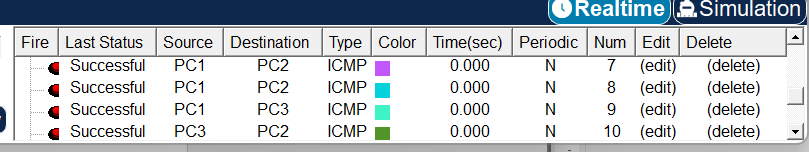 Realtime Simulation
Fire Last Status Source Destination Type Color Time(sec) Periodic Num Edit Delete
Successful PC1 PC2 ICMP 0.000 N 7 (edit) (delete)
Successful PC1 PC2 ICMP 0.000 N 8 (edit) (delete)
Successful PC1 PC3 ICMP 0.000 N 9 (edit) (delete)
Successful PC3 PC2 ICMP 0.000 N 10 (edit) (delete)